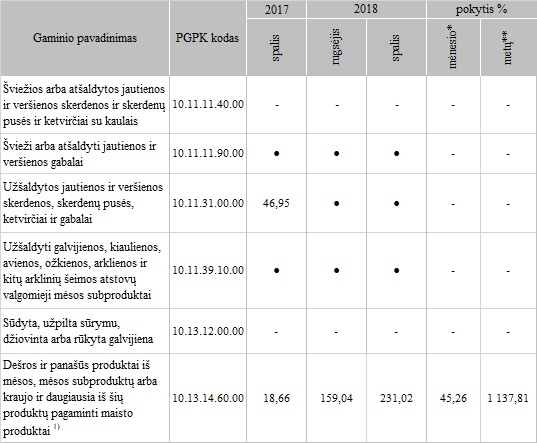 Gaminio pavadinimas PGPK kodas 2017 2018 pokytis %
spalis rugsėjis spalis mėnesio* metų**
Šviežios arba atšaldytos jautienos
ir veršienos skerdenos ir skerdenų
pusės ir ketvirčiai su kaulais
10.11.11.40.00 - - - - -
Švieži arba atšaldyti jautienos ir
veršienos gabalai
10.11.11.90.00 ● ● ● - -
Užšaldytos jautienos ir veršienos
skerdenos, skerdenų pusės,
ketvirčiai ir gabalai
10.11.31.00.00 46,95 ● ● - -
Užšaldyti galvijienos, kiaulienos,
avienos, ožkienos, arklienos ir
kitų arklinių šeimos atstovų
valgomieji mėsos subproduktai
10.11.39.10.00 ● ● ● - -
Sūdyta, užpilta sūrymu,
džiovinta arba rūkyta galvijiena
10.13.12.00.00 - - - - -
Dešros ir panašūs produktai iš
mėsos, mėsos subproduktų arba
kraujo ir daugiausia iš šių
produktų pagaminti maisto
produktai ¹⁾
10.13.14.60.00 18,66 159,04 231,02 45,26 1 137,81